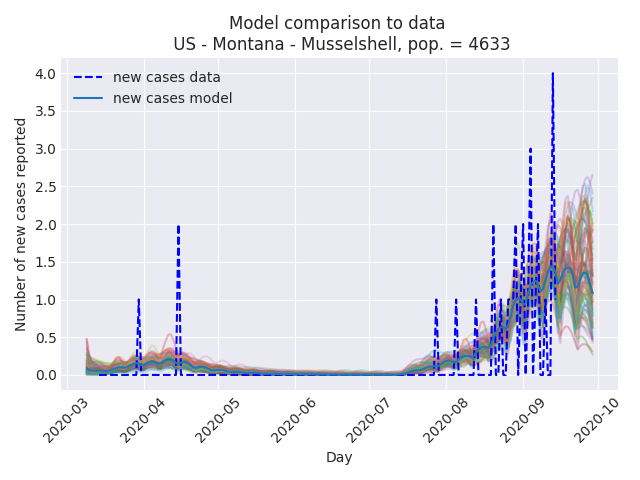 Model comparison to data
US - Montana - Musselshell, pop. = 4633
new cases data
new cases model
Number of new cases reported
4.0
3.5
3.0
2.5
2.0
1.5
1.0
0.5
0.0
2020-03
2020-04
2020-05
2020-06
2020-07
2020-08
2020-09
2020-10
Day